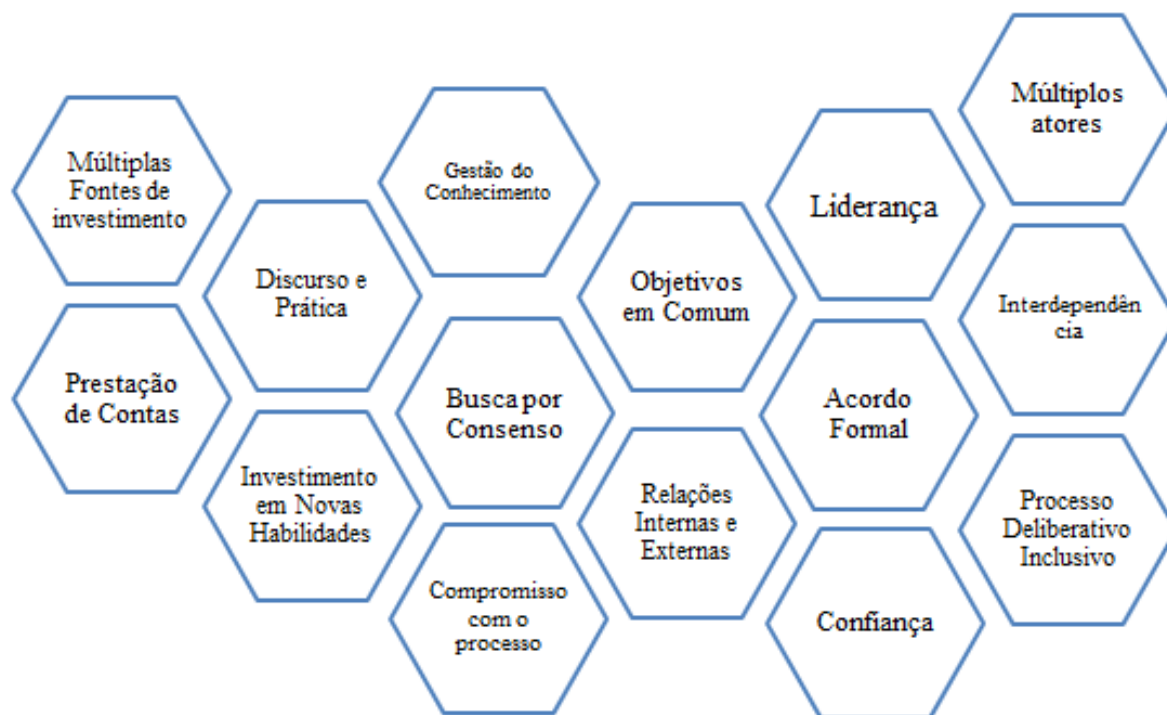 Múltiplas
Fontes de
investimento
Prestação
de Contas
Discurso e
Prática
Investimento
em Novas
Habilidades
Gestão do
Conhecimento
Busca por
Consenso
Compromisso
com o
processo
Objetivos
em Comum
Relações
Internas e
Externas
Liderança
Acordo
Formal
Confiança
Múltiplos
atores
Interdependên
cia
Processo
Deliberativo
Inclusivo